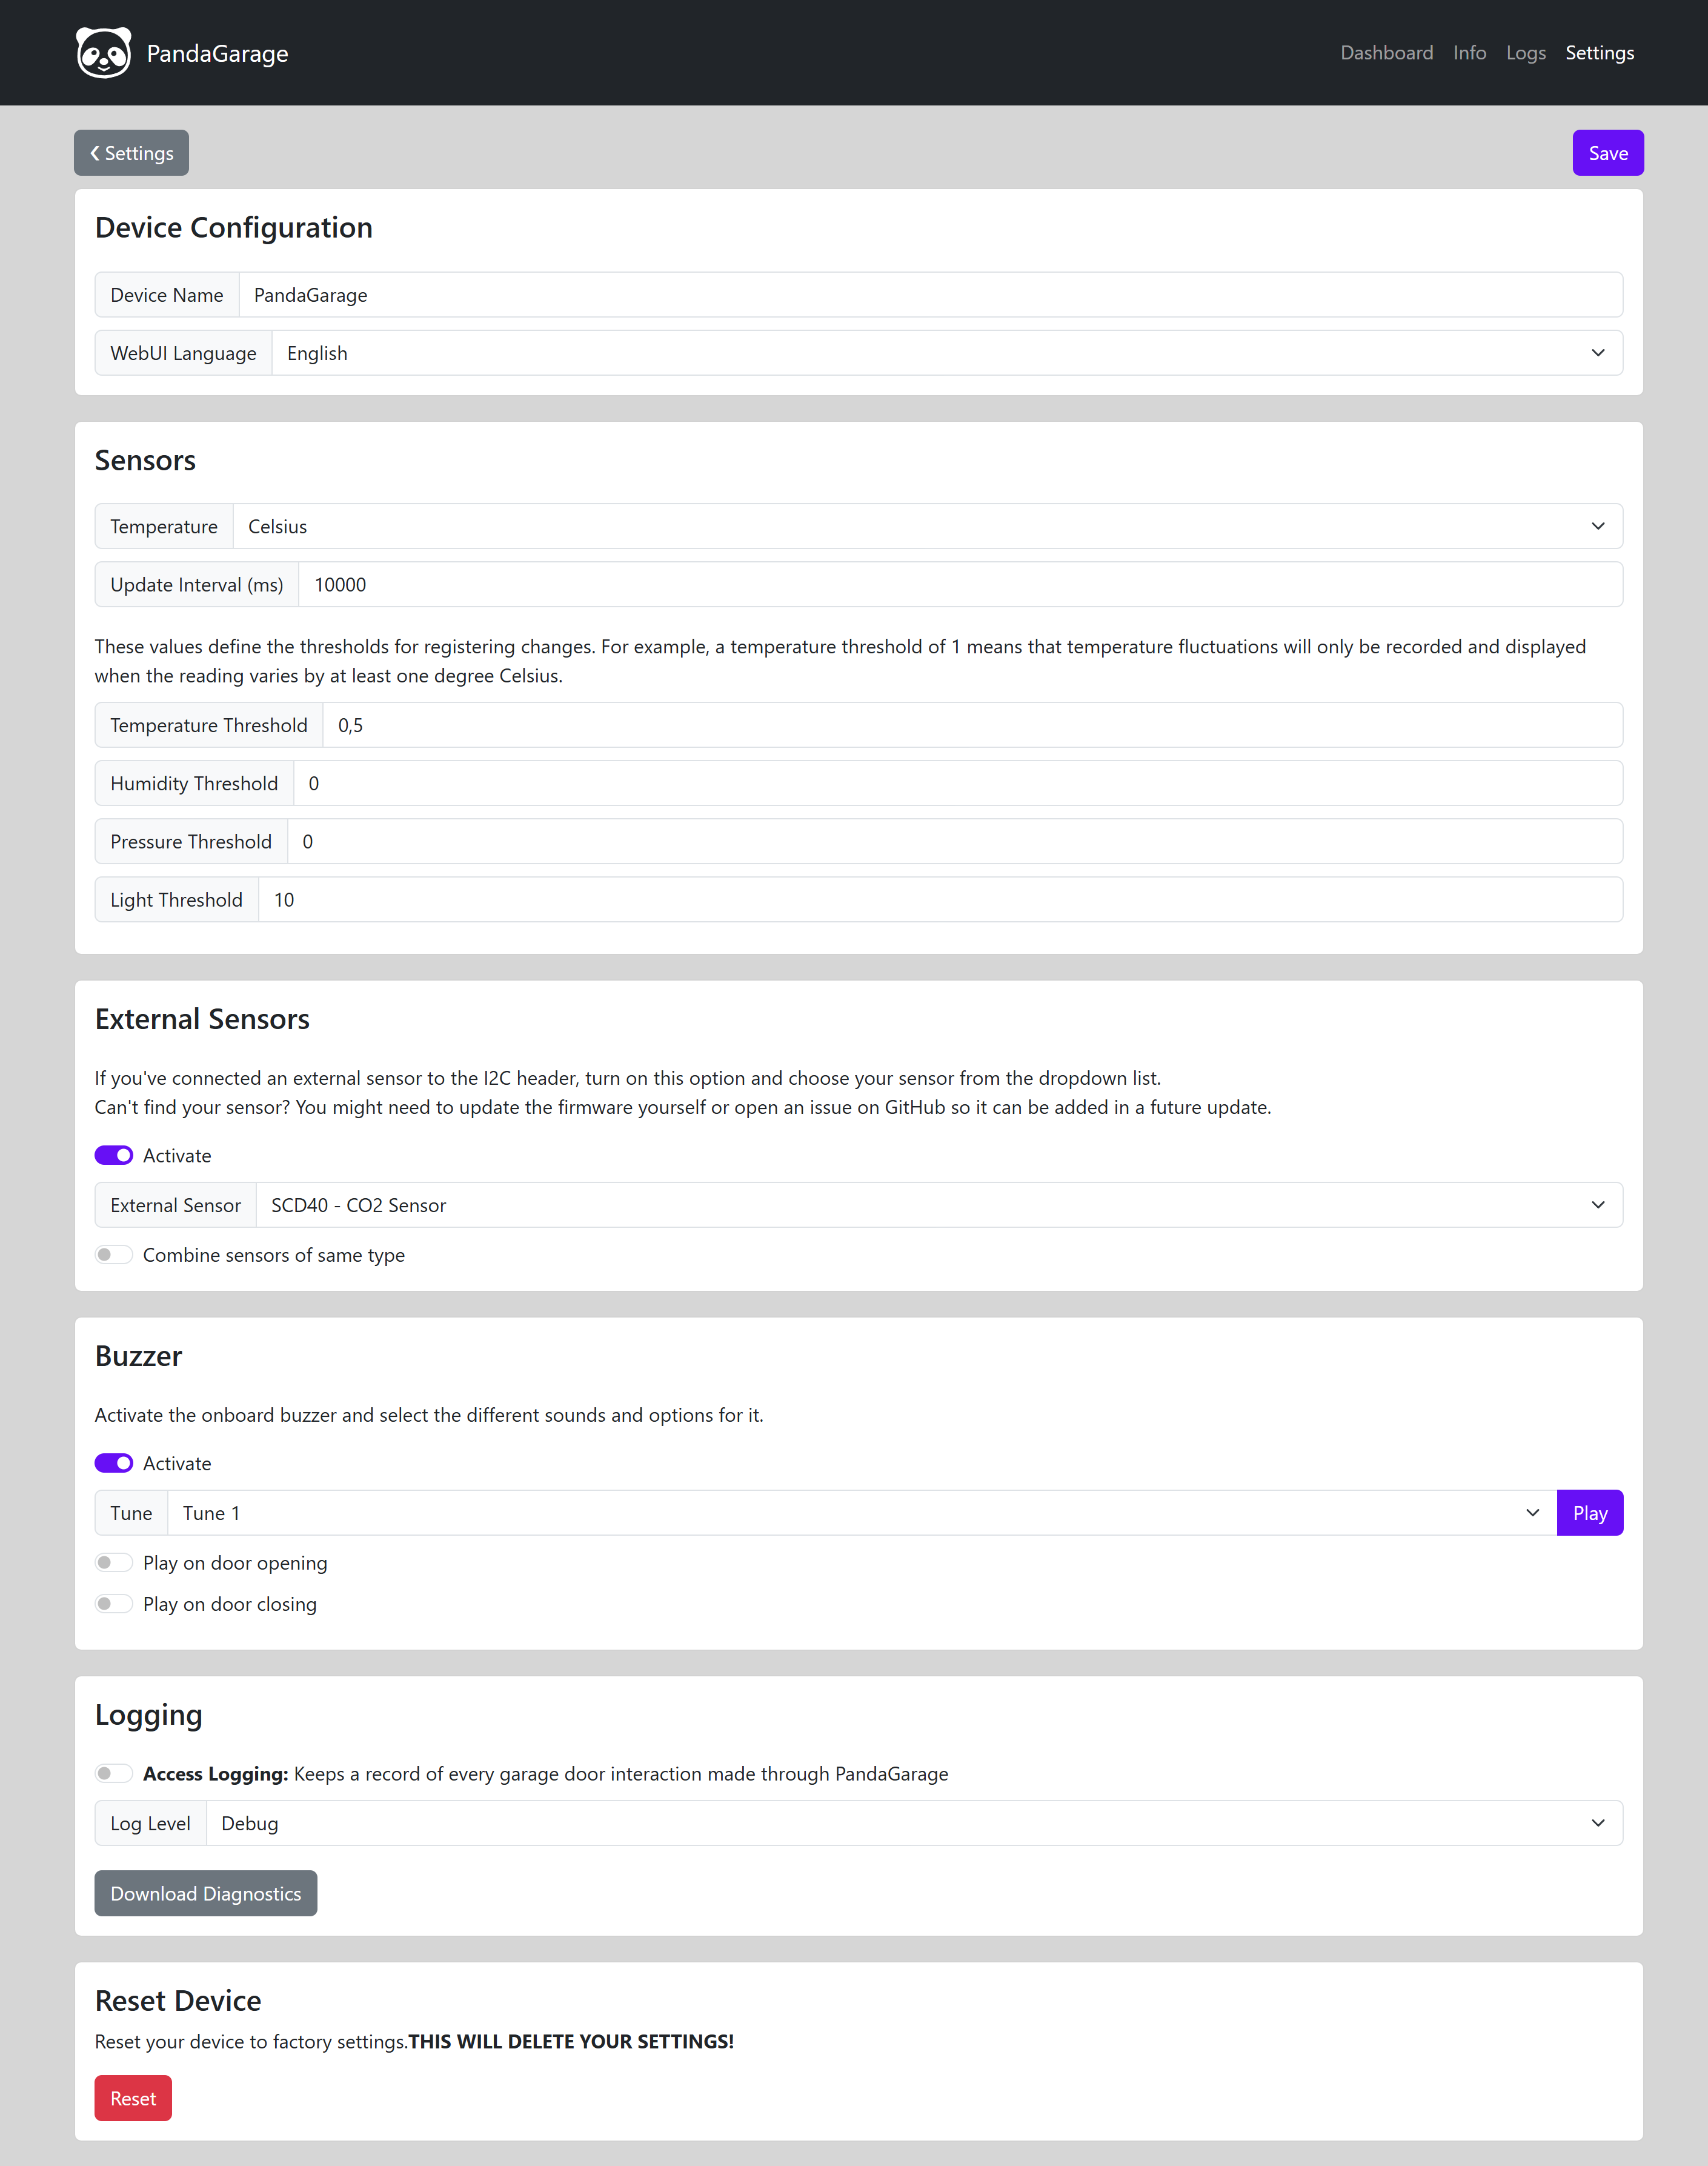 PandaGarage
Dashboard Info Logs Settings
Settings
Save
Device Configuration
Device Name PandaGarage
WebUI Language English
Sensors
Temperature Celsius
Update Interval (ms) 10000
These values define the thresholds for registering changes. For example, a temperature threshold of 1 means that temperature fluctuations will only be recorded and displayed
when the reading varies by at least one degree Celsius.
Temperature Threshold 0,5
Humidity Threshold 0
Pressure Threshold 0
Light Threshold 10
External Sensors
If you've connected an external sensor to the I2C header, turn on this option and choose your sensor from the dropdown list.
Can't find your sensor? You might need to update the firmware yourself or open an issue on GitHub so it can be added in a future update.
Activate
External Sensor SCD40 - CO2 Sensor
Combine sensors of same type
Buzzer
Activate the onboard buzzer and select the different sounds and options for it.
Activate
Tune Tune 1 Play
Play on door opening
Play on door closing
Logging
Access Logging: Keeps a record of every garage door interaction made through PandaGarage
Log Level Debug
Download Diagnostics
Reset Device
Reset your device to factory settings.THIS WILL DELETE YOUR SETTINGS!
Reset